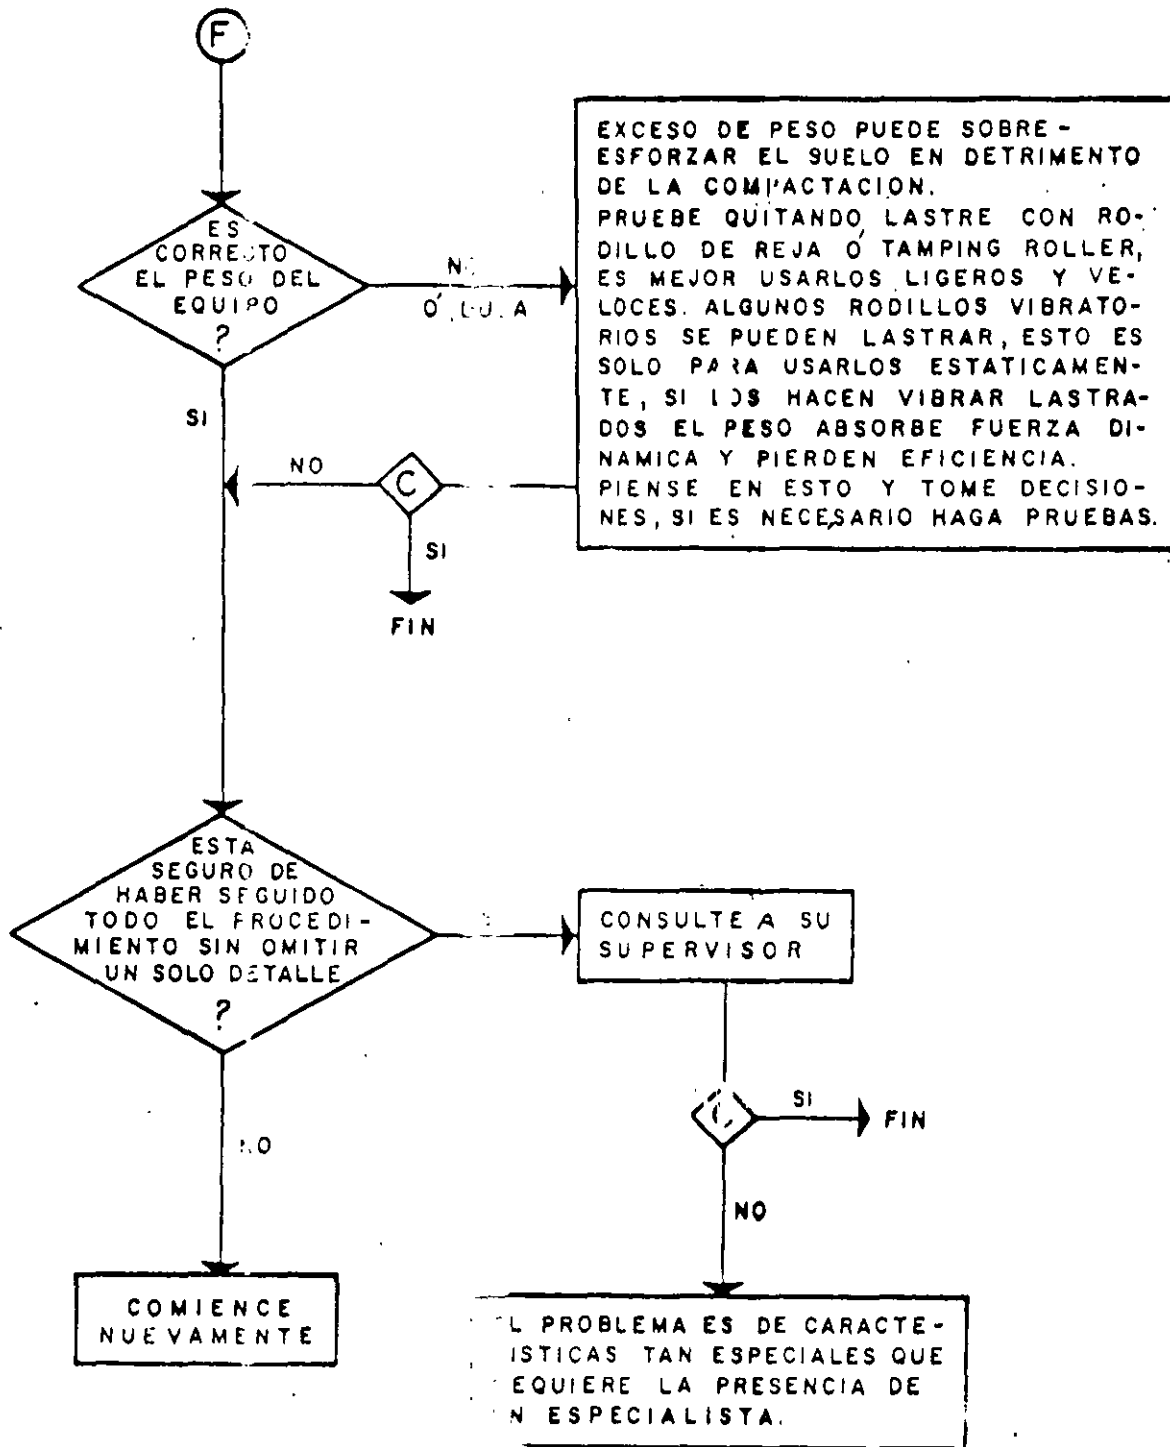 F
EXCESO DE PESO PUEDE SOBRE-
ESFORZAR EL SUELO EN DETRIMENTO
DE LA COMPACTACION.
PRUEBE QUITANDO LASTRE CON RO-
DILLO DE REJA Ó TAMPING ROLLER,
ES MEJOR USARLOS LIGEROS Y VE-
LOCES. ALGUNOS RODILLOS VIBRATO-
RIOS SE PUEDEN LASTRAR, ESTO ES
SOLO PARA USARLOS ESTATICAMEN-
TE, SI LOS HACEN VIBRAR LASTRA-
DOS EL PESO ABSORBE FUERZA DI-
NAMICA Y PIERDEN EFICIENCIA.
PIENSE EN ESTO Y TOME DECISIO-
NES, SI ES NECESARIO HAGA PRUEBAS.
ES
CORRECTO
EL PESO DEL
EQUIPO
?
NO
Ó
SI
NO
C
SI
FIN
ESTA
SEGURO DE
HABER SEGUIDO
TODO EL PROCEDI-
MIENTO SIN OMITIR
UN SOLO DETALLE
?
CONSULTE A SU
SUPERVISOR
C
SI
FIN
NO
NO
COMIENCE
NUEVAMENTE
L PROBLEMA ES DE CARACTE-
ISTICAS TAN ESPECIALES QUE
EQUIERE LA PRESENCIA DE
N ESPECIALISTA.